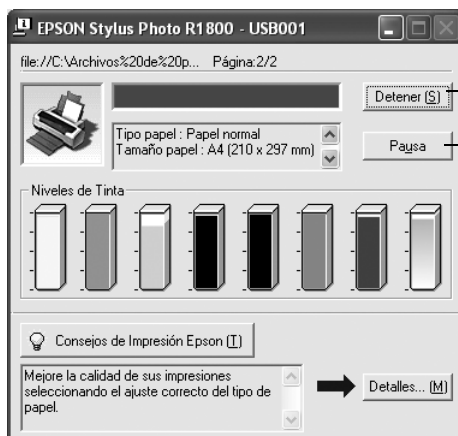 EPSON Stylus Photo R1800 - USB001
file://C:\Archivos%20de%20p... Página:2/2
Detener (S)
Tipo papel : Papel normal
Tamaño papel : A4 (210 x 297 mm)
Pausa
Niveles de Tinta
Consejos de Impresión Epson (T)
Mejore la calidad de sus impresiones
seleccionando el ajuste correcto del tipo de
papel.
Detalles... (M)